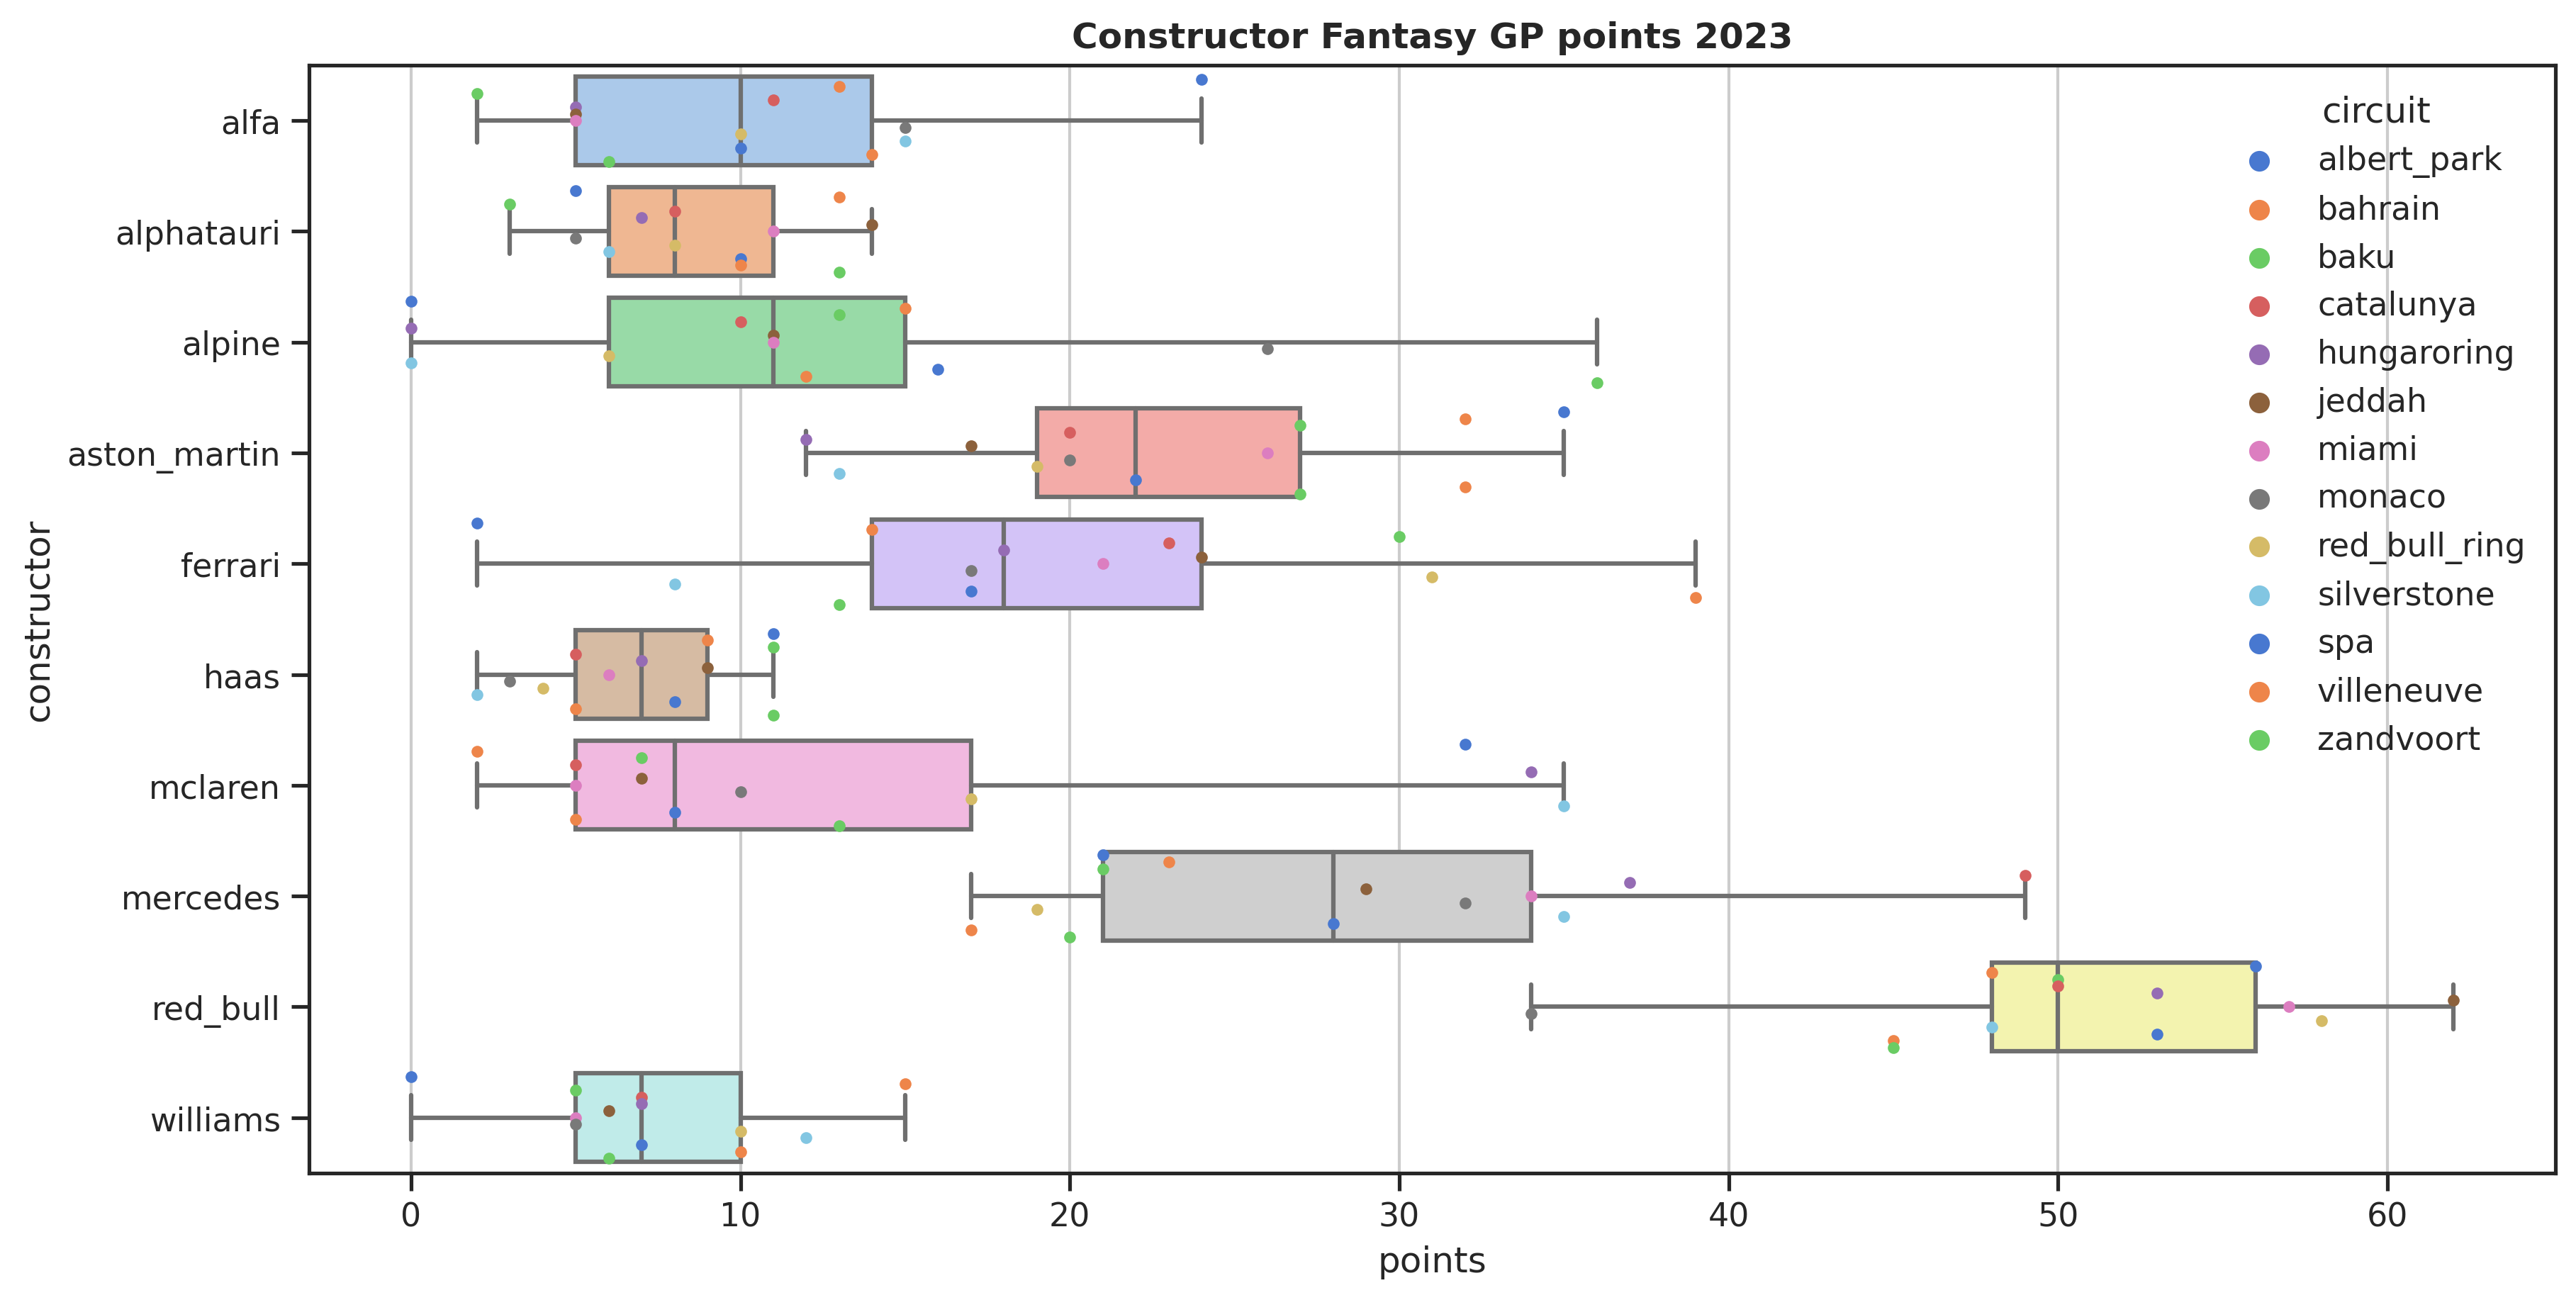 Constructor Fantasy GP points 2023
constructor
alfa
alphatauri
alpine
aston_martin
ferrari
haas
mclaren
mercedes
red_bull
williams
circuit
albert_park
bahrain
baku
catalunya
hungaroring
jeddah
miami
monaco
red_bull_ring
silverstone
spa
villeneuve
zandvoort
0 10 20 30 40 50 60
points